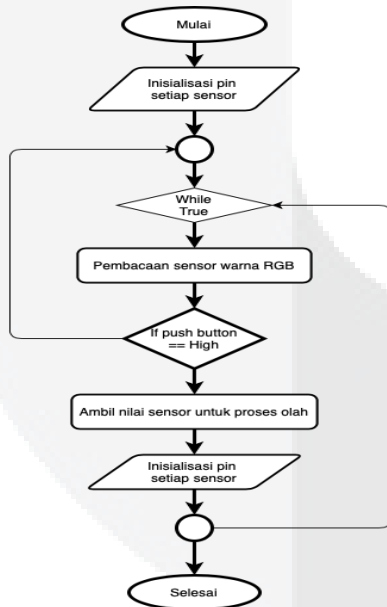 Mulai
Inisialisasi pin
setiap sensor
While
True
Pembacaan sensor warna RGB
If push button
== High
Ambil nilai sensor untuk proses olah
Inisialisasi pin
setiap sensor
Selesai